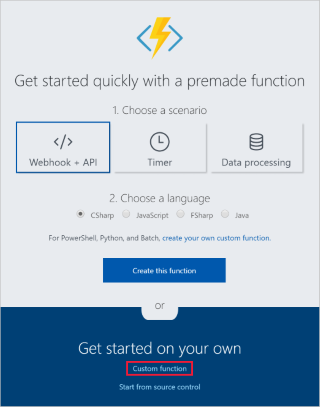 Get started quickly with a premade function
1. Choose a scenario
Webhook + API
Timer
Data processing
2. Choose a language
CSharp JavaScript FSharp Java
For PowerShell, Python, and Batch, create your own custom function.
Create this function
or
Get started on your own
Custom function
Start from source control